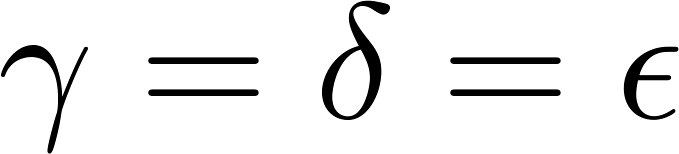 γ = δ = ϵ